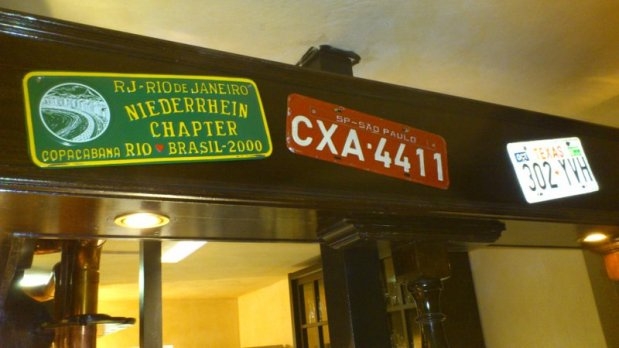 RJ-RIO DE JANEIRO
NIEDERRHEIN
CHAPTER
COPACABANA RIO ♥ BRASIL-2000
SP-SÃO PAULO
CXA·4411
TEXAS
302·YVH